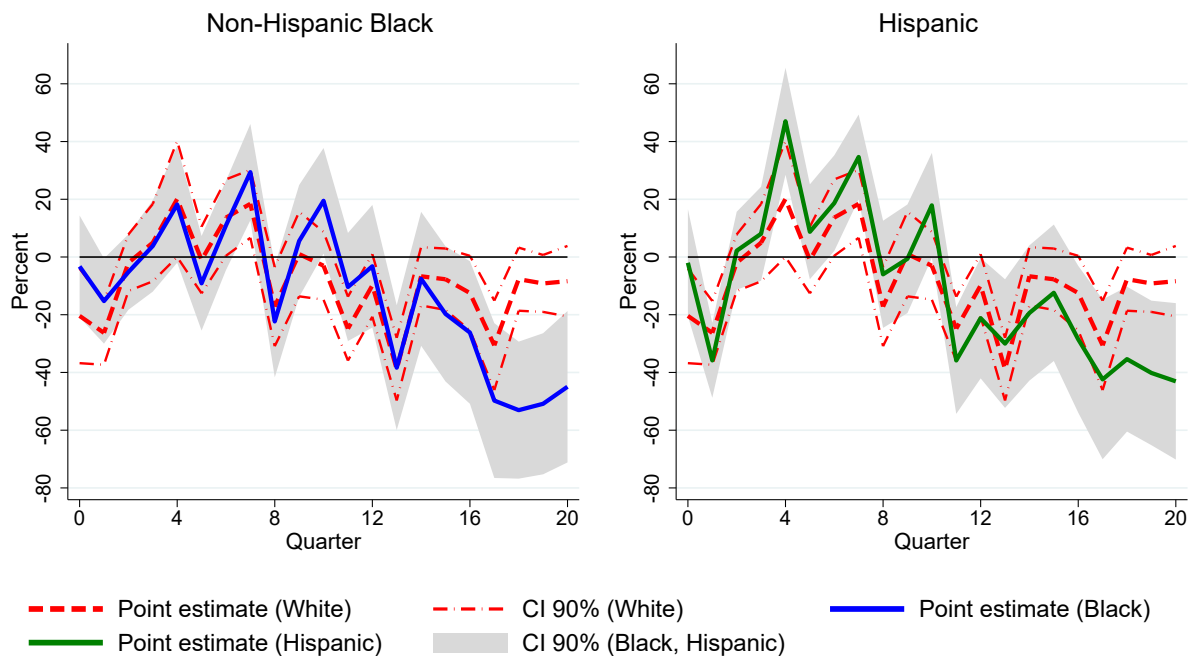 Non-Hispanic Black
Hispanic
Percent
60
40
20
0
-20
-40
-60
-80
0 4 8 12 16 20
Quarter
Percent
60
40
20
0
-20
-40
-60
-80
0 4 8 12 16 20
Quarter
Point estimate (White)
CI 90% (White)
Point estimate (Black)
Point estimate (Hispanic)
CI 90% (Black, Hispanic)